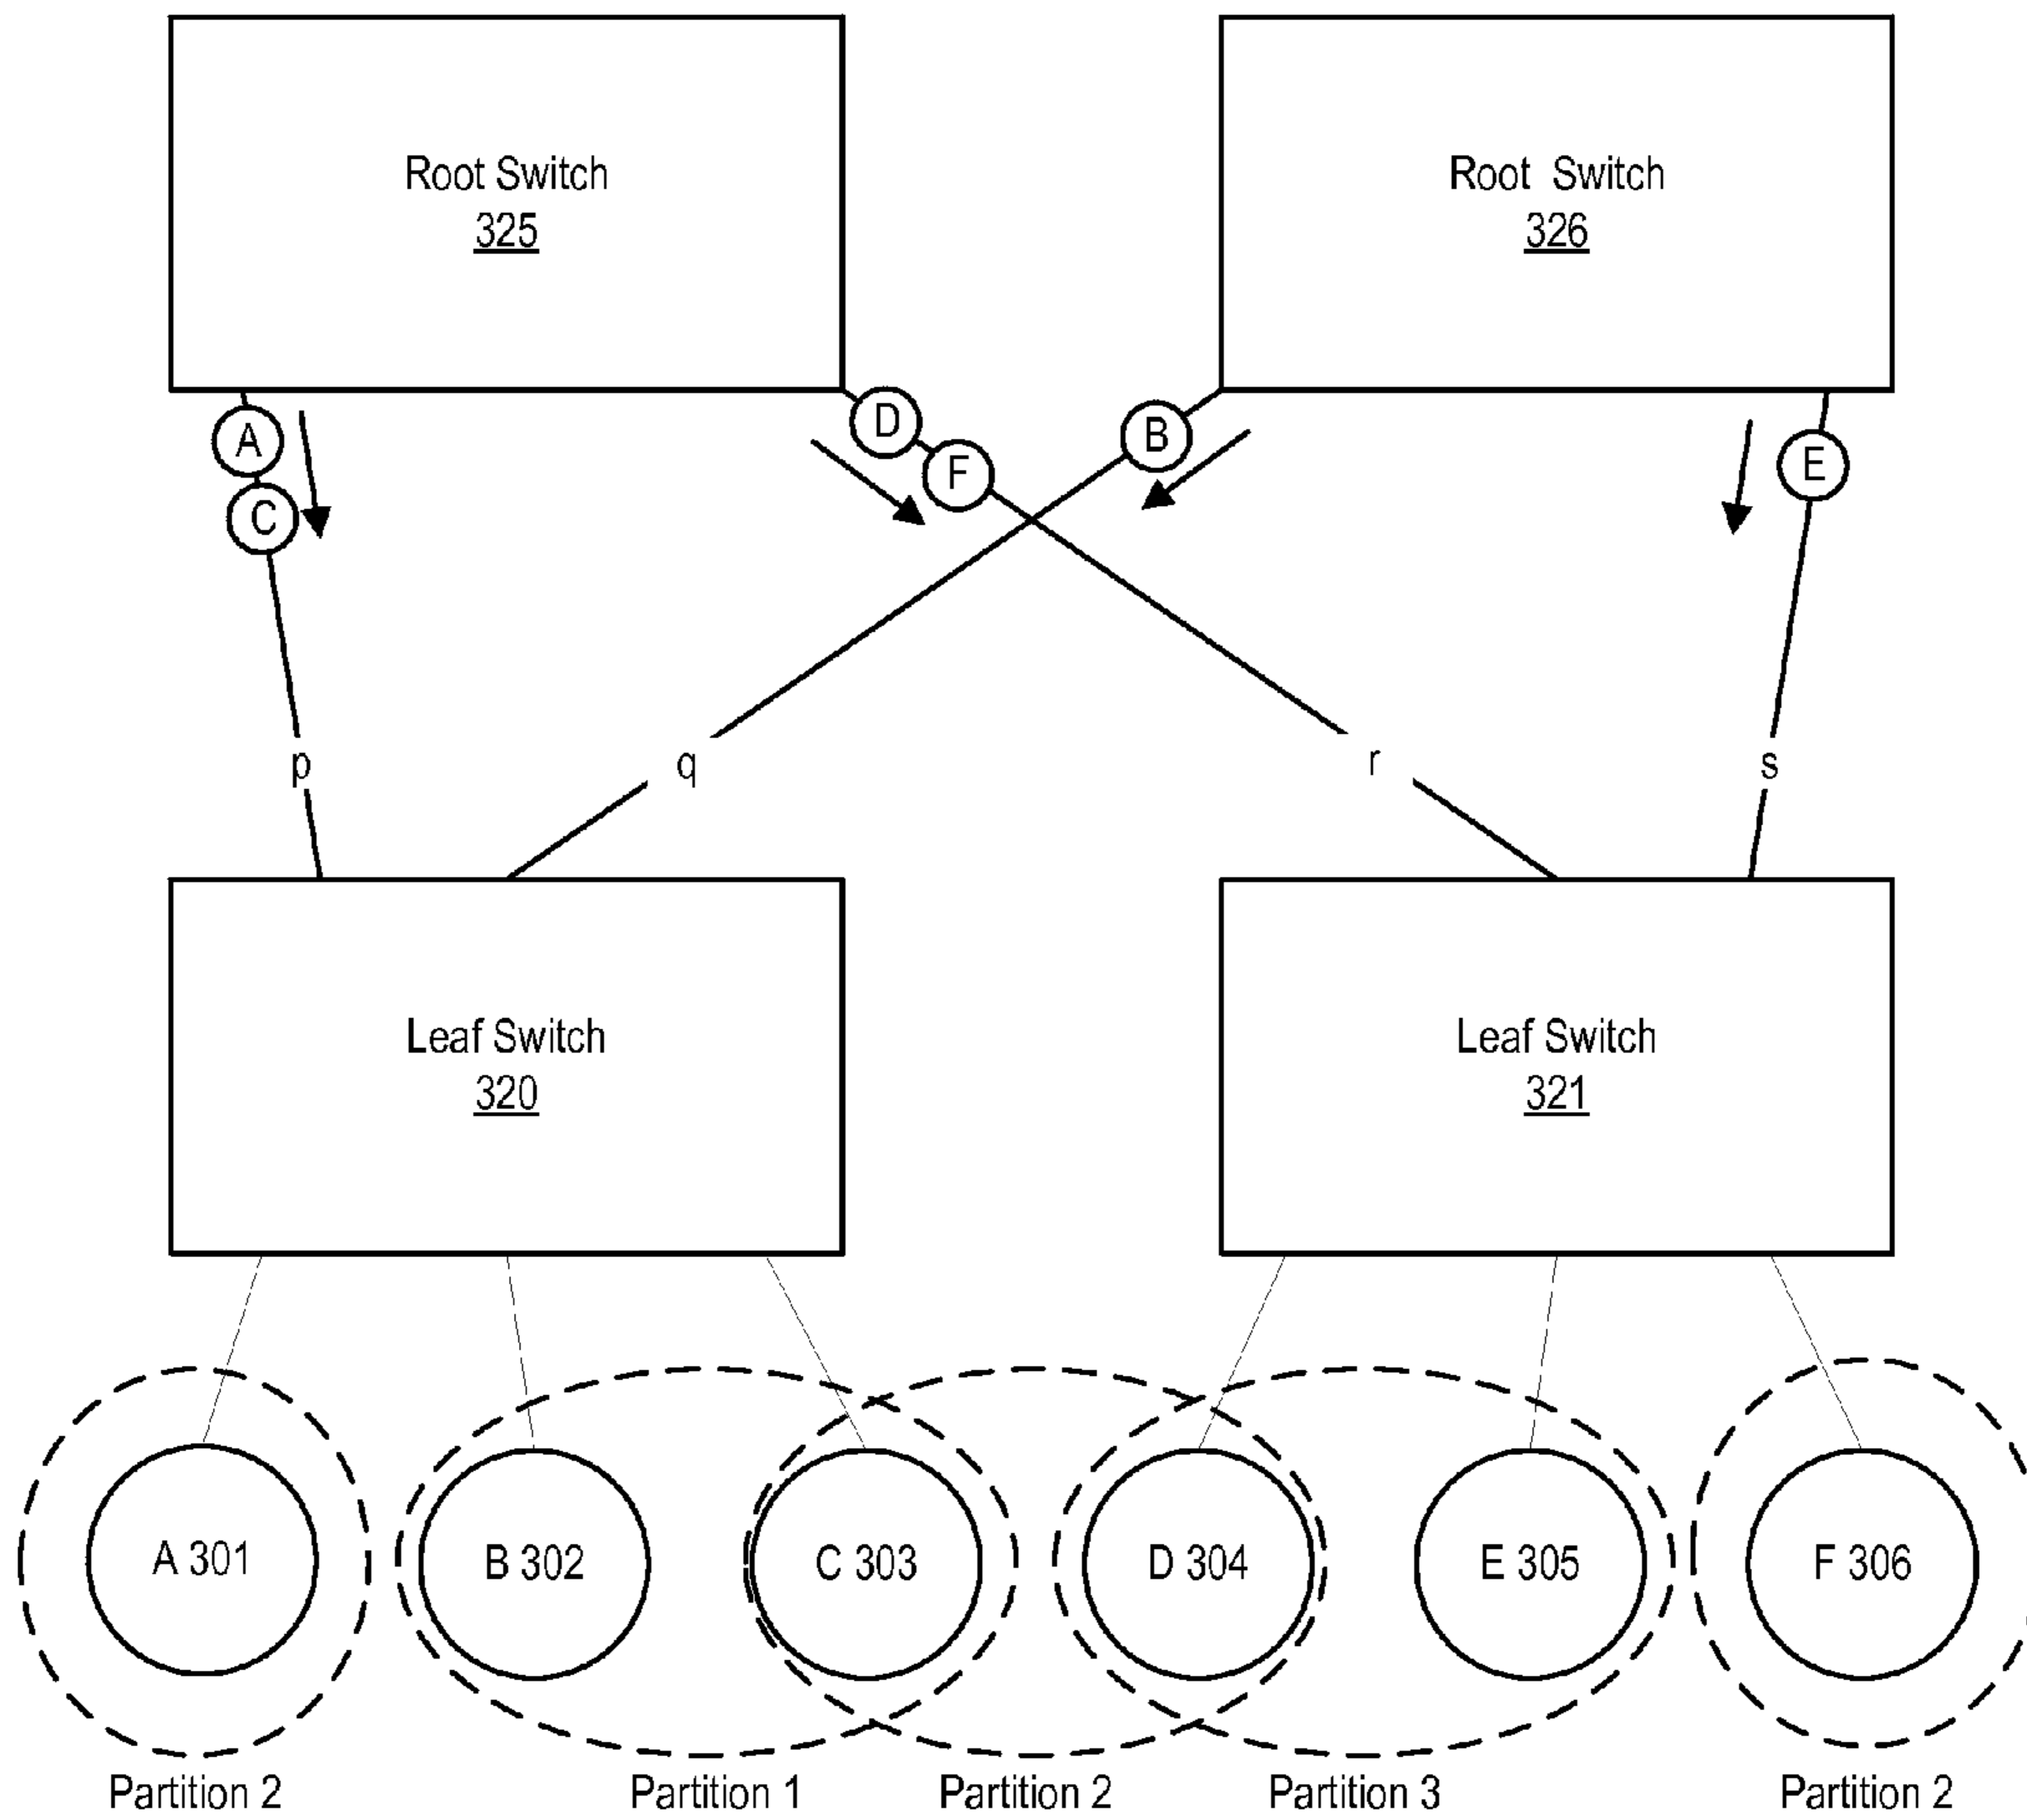 Root Switch
325
Root Switch
326
A
C
D
F
B
E
p
q
r
s
Leaf Switch
320
Leaf Switch
321
A 301
B 302
C 303
D 304
E 305
F 306
Partition 2
Partition 1
Partition 2
Partition 3
Partition 2